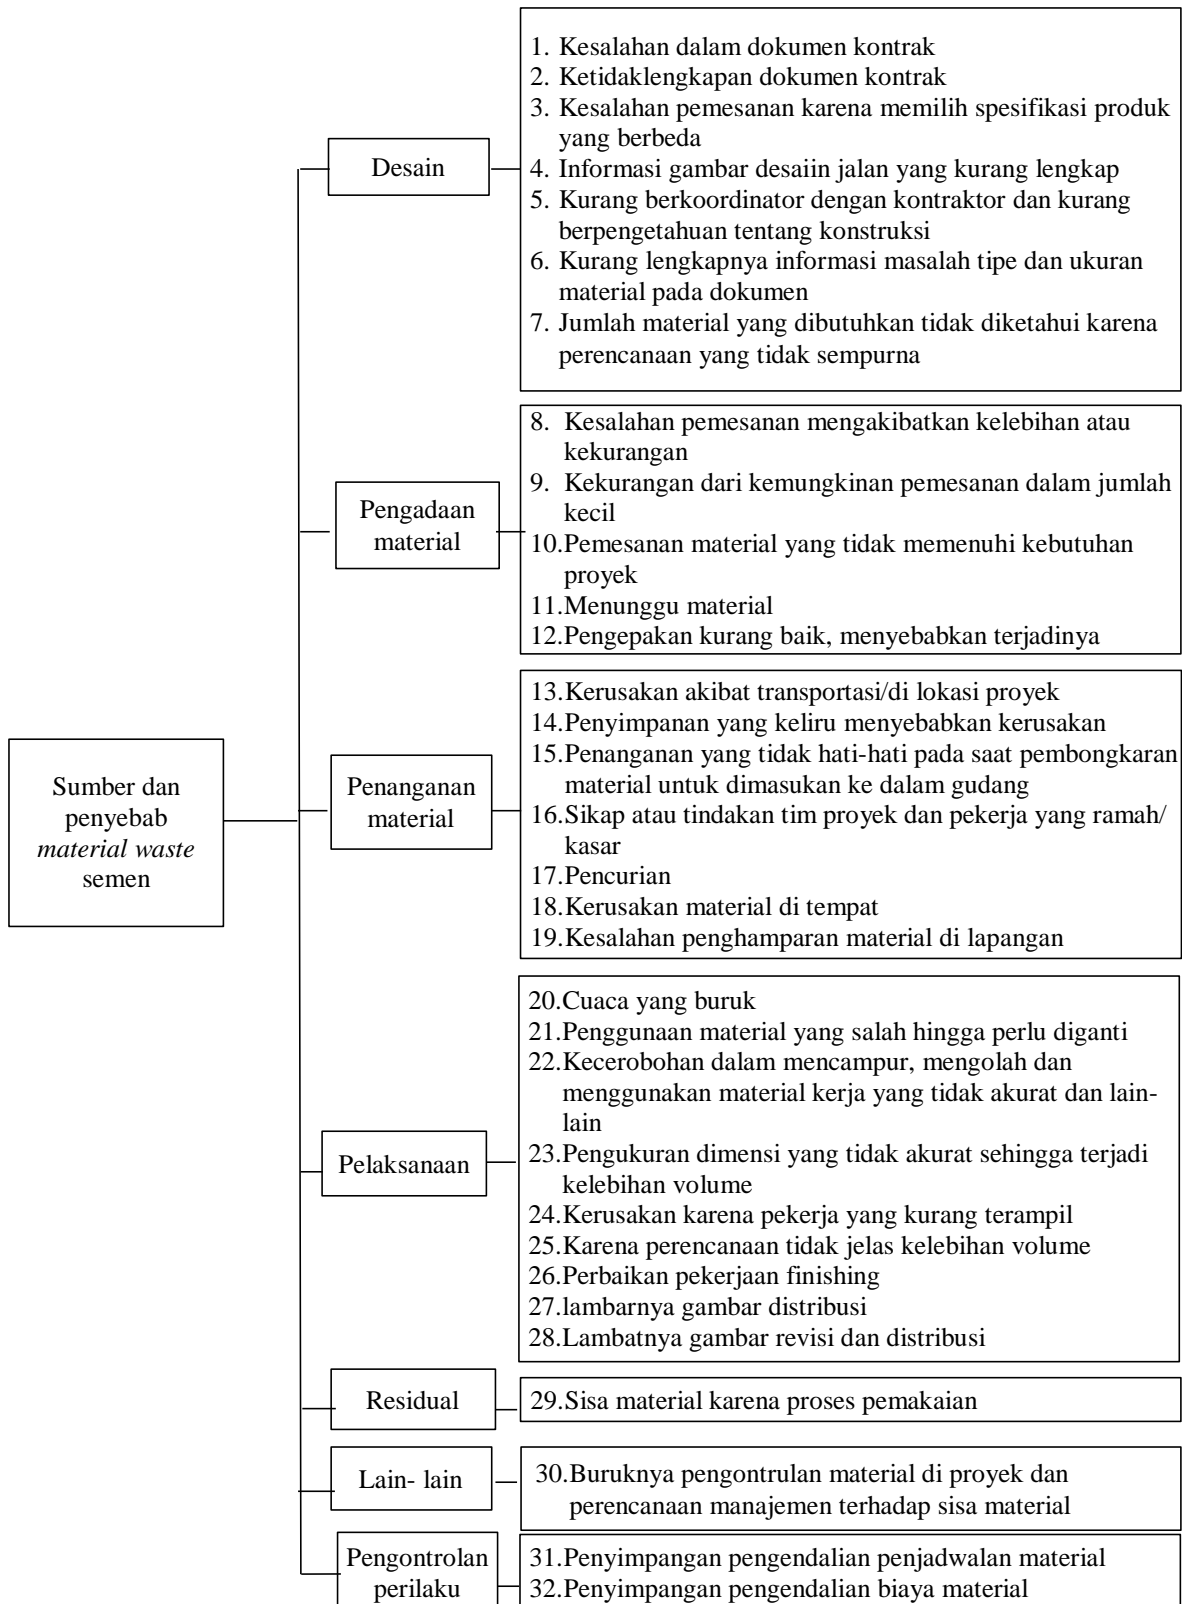 1. Kesalahan dalam dokumen kontrak
2. Ketidaklengkapan dokumen kontrak
3. Kesalahan pemesanan karena memilih spesifikasi produk
yang berbeda
Desain
4. Informasi gambar desaiin jalan yang kurang lengkap
5. Kurang berkoordinator dengan kontraktor dan kurang
berpengetahuan tentang konstruksi
6. Kurang lengkapnya informasi masalah tipe dan ukuran
material pada dokumen
7. Jumlah material yang dibutuhkan tidak diketahui karena
perencanaan yang tidak sempurna
Pengadaan
material
8. Kesalahan pemesanan mengakibatkan kelebihan atau
kekurangan
9. Kekurangan dari kemungkinan pemesanan dalam jumlah
kecil
10.Pemesanan material yang tidak memenuhi kebutuhan
proyek
11.Menunggu material
12.Pengepakan kurang baik, menyebabkan terjadinya
Sumber dan
penyebab
material waste
semen
Penanganan
material
13.Kerusakan akibat transportasi/di lokasi proyek
14.Penyimpanan yang keliru menyebabkan kerusakan
15.Penanganan yang tidak hati-hati pada saat pembongkaran
material untuk dimasukan ke dalam gudang
16.Sikap atau tindakan tim proyek dan pekerja yang ramah/
kasar
17.Pencurian
18.Kerusakan material di tempat
19.Kesalahan penghamparan material di lapangan
Pelaksanaan
20.Cuaca yang buruk
21.Penggunaan material yang salah hingga perlu diganti
22.Kecerobohan dalam mencampur, mengolah dan
menggunakan material kerja yang tidak akurat dan lain-
lain
23.Pengukuran dimensi yang tidak akurat sehingga terjadi
kelebihan volume
24.Kerusakan karena pekerja yang kurang terampil
25.Karena perencanaan tidak jelas kelebihan volume
26.Perbaikan pekerjaan finishing
27.lambarnya gambar distribusi
28.Lambatnya gambar revisi dan distribusi
Residual
29.Sisa material karena proses pemakaian
Lain- lain
30.Buruknya pengontrulan material di proyek dan
perencanaan manajemen terhadap sisa material
Pengontrolan
perilaku
31.Penyimpangan pengendalian penjadwalan material
32.Penyimpangan pengendalian biaya material